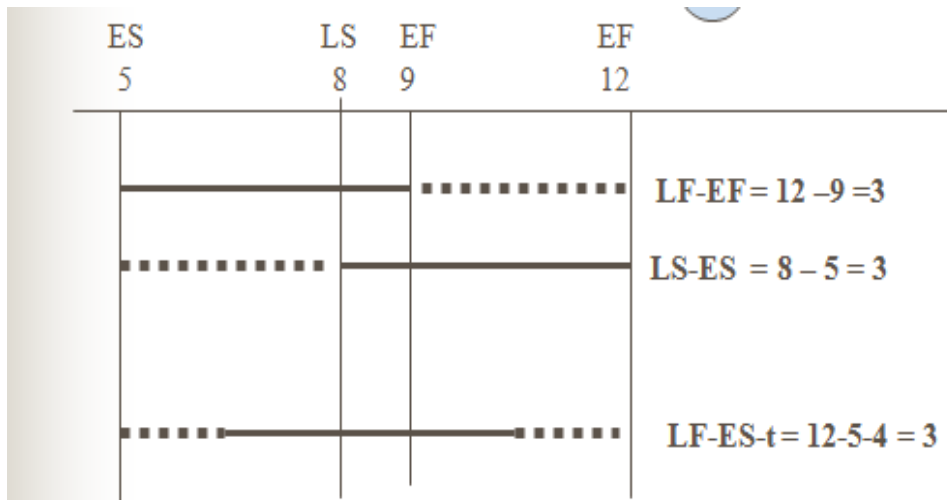 ES LS EF EF
5 8 9 12
LF-EF = 12 –9 =3
LS-ES = 8 – 5 = 3
LF-ES-t = 12-5-4 = 3